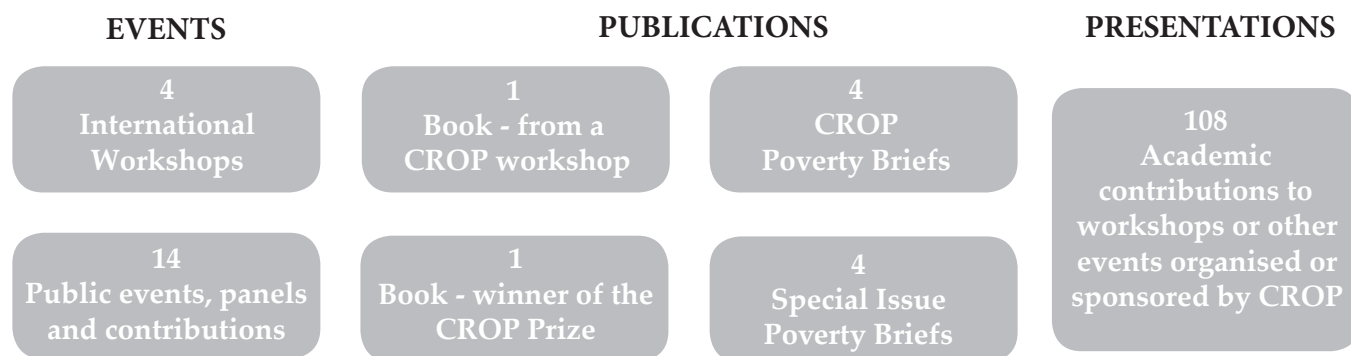 EVENTS
4
International
Workshops
14
Public events, panels
and contributions
PUBLICATIONS
1
Book - from a
CROP workshop
4
CROP
Poverty Briefs
1
Book - winner of the
CROP Prize
4
Special Issue
Poverty Briefs
PRESENTATIONS
108
Academic
contributions to
workshops or other
events organised or
sponsored by CROP